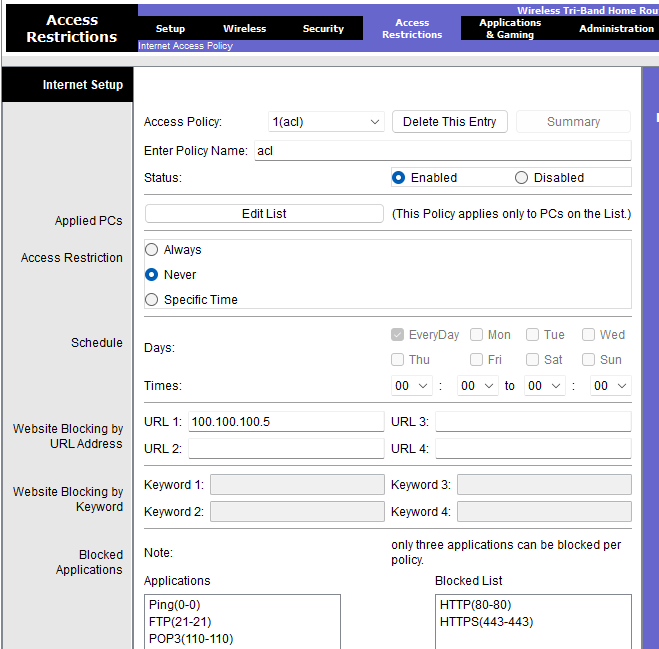 Wireless Tri-Band Home Rou
Access
Restrictions
Setup Wireless Security Access Restrictions Applications & Gaming Administration
Internet Access Policy
Internet Setup
Access Policy: 1(acl) Delete This Entry Summary
Enter Policy Name: acl
Status: Enabled Disabled
Applied PCs Edit List (This Policy applies only to PCs on the List.)
Access Restriction Always
Never
Specific Time
Schedule
Days: EveryDay Mon Tue Wed
Thu Fri Sat Sun
Times: 00 : 00 to 00 : 00
Website Blocking by
URL Address
URL 1: 100.100.100.5 URL 3:
URL 2: URL 4:
Website Blocking by
Keyword
Keyword 1: Keyword 3:
Keyword 2: Keyword 4:
Blocked
Applications
Note: only three applications can be blocked per
policy.
Applications Blocked List
Ping(0-0) HTTP(80-80)
FTP(21-21) HTTPS(443-443)
POP3(110-110)